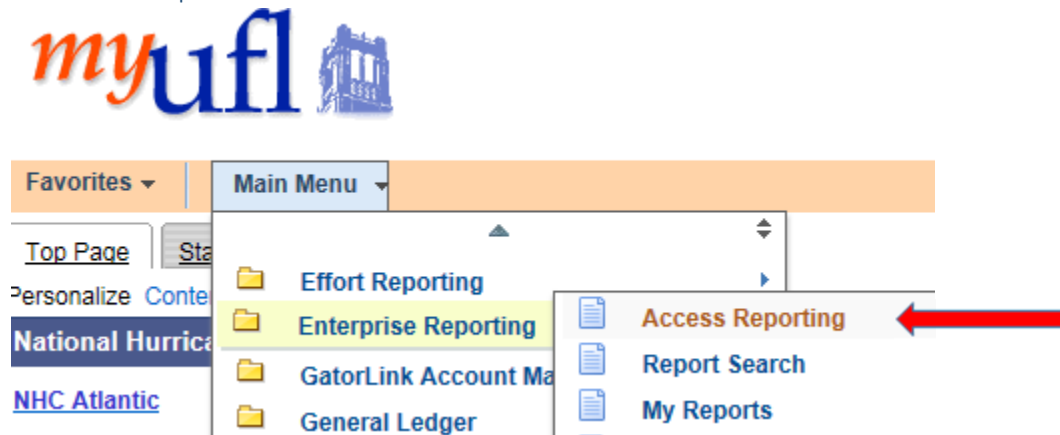 myufl
Favorites
Main Menu
Top Page
Sta
Personalize Conte
Effort Reporting
Enterprise Reporting
Access Reporting
National Hurrica
GatorLink Account Ma
Report Search
NHC Atlantic
General Ledger
My Reports